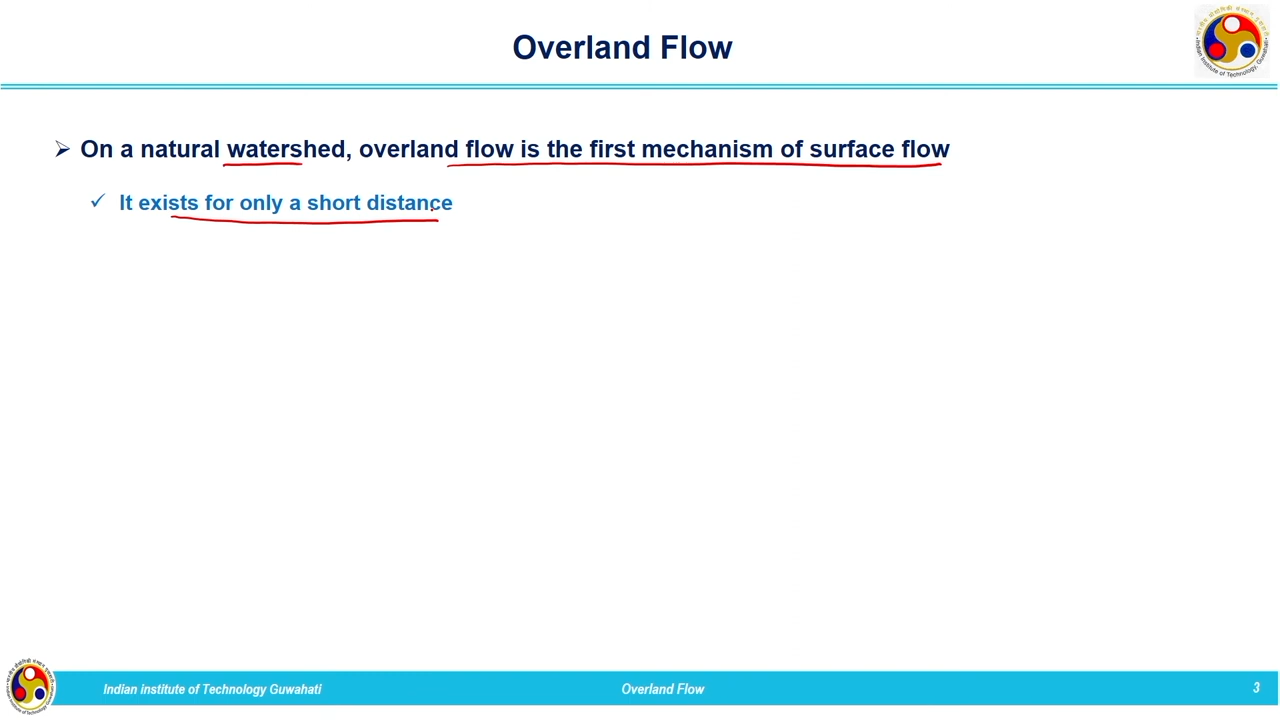 Overland Flow
On a natural watershed, overland flow is the first mechanism of surface flow
It exists for only a short distance
Indian institute of Technology Guwahati
Overland Flow
3